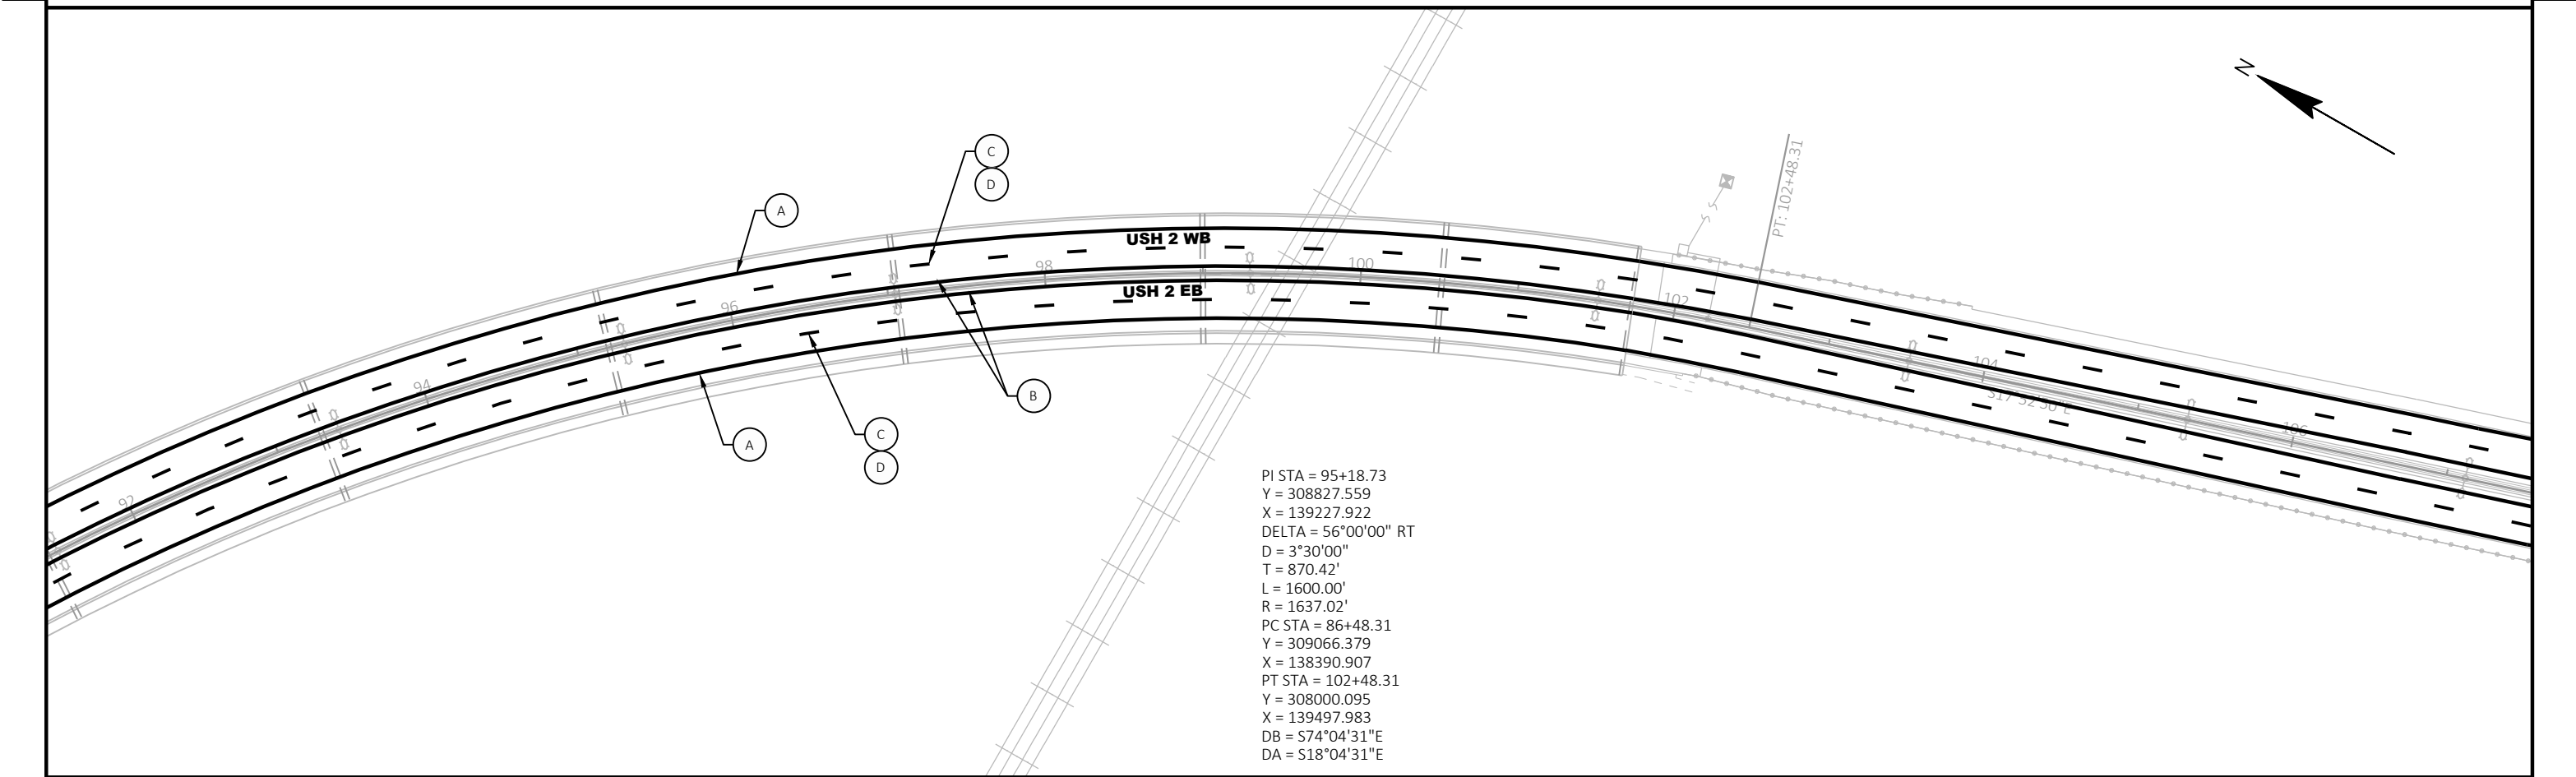 N
C
D
A
PT: 102+48.31
USH 2 WB
98
100
96
USH 2 EB
102
94
104
B
S17°32'30"E
A
C
D
106
92
PI STA = 95+18.73
Y = 308827.559
X = 139227.922
DELTA = 56°00'00" RT
D = 3°30'00"
T = 870.42'
L = 1600.00'
R = 1637.02'
PC STA = 86+48.31
Y = 309066.379
X = 138390.907
PT STA = 102+48.31
Y = 308000.095
X = 139497.983
DB = S74°04'31"E
DA = S18°04'31"E